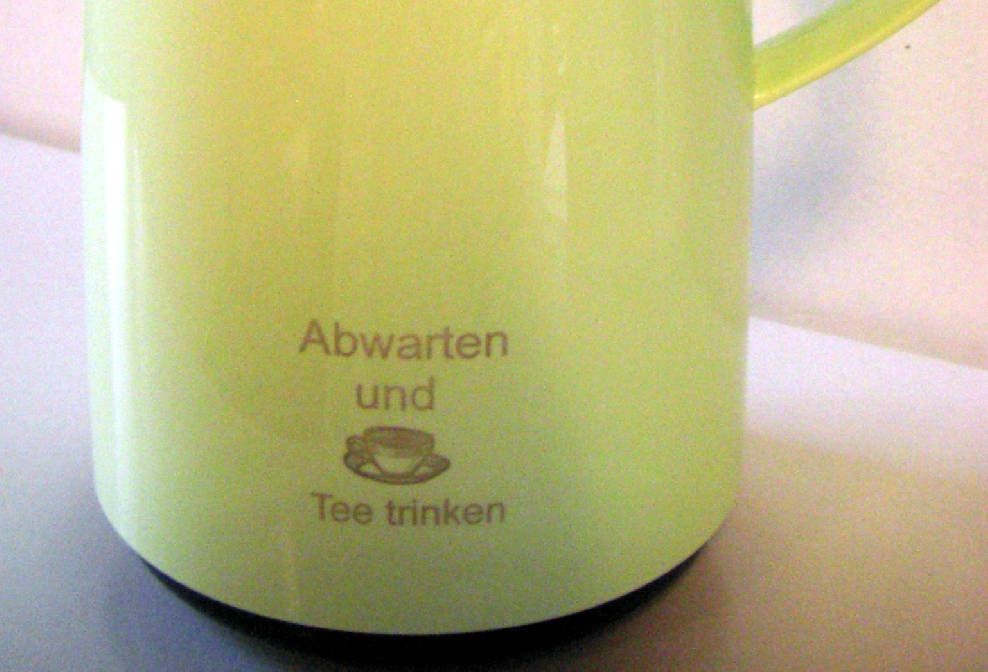 Abwarten
und
Tee trinken